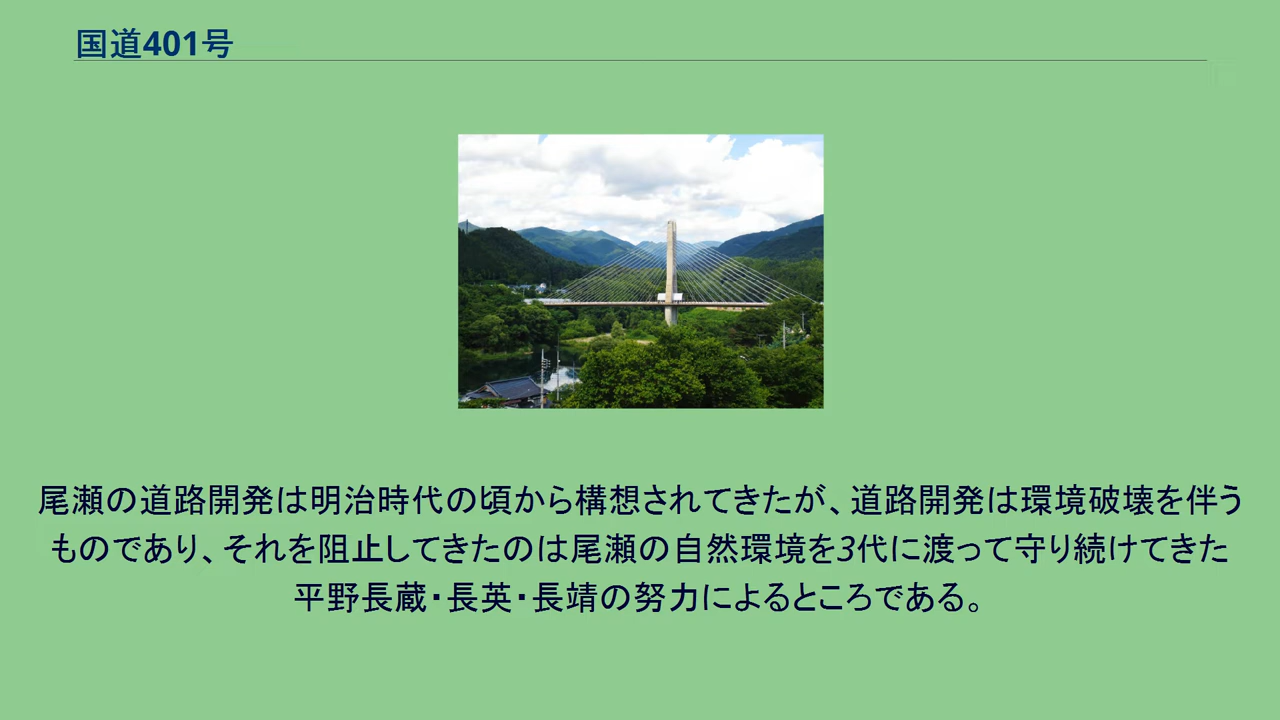 国道401号
尾瀬の道路開発は明治時代の頃から構想されてきたが、道路開発は環境破壊を伴う
ものであり、それを阻止してきたのは尾瀬の自然環境を3代に渡って守り続けてきた
平野長蔵・長英・長靖の努力によるところである。